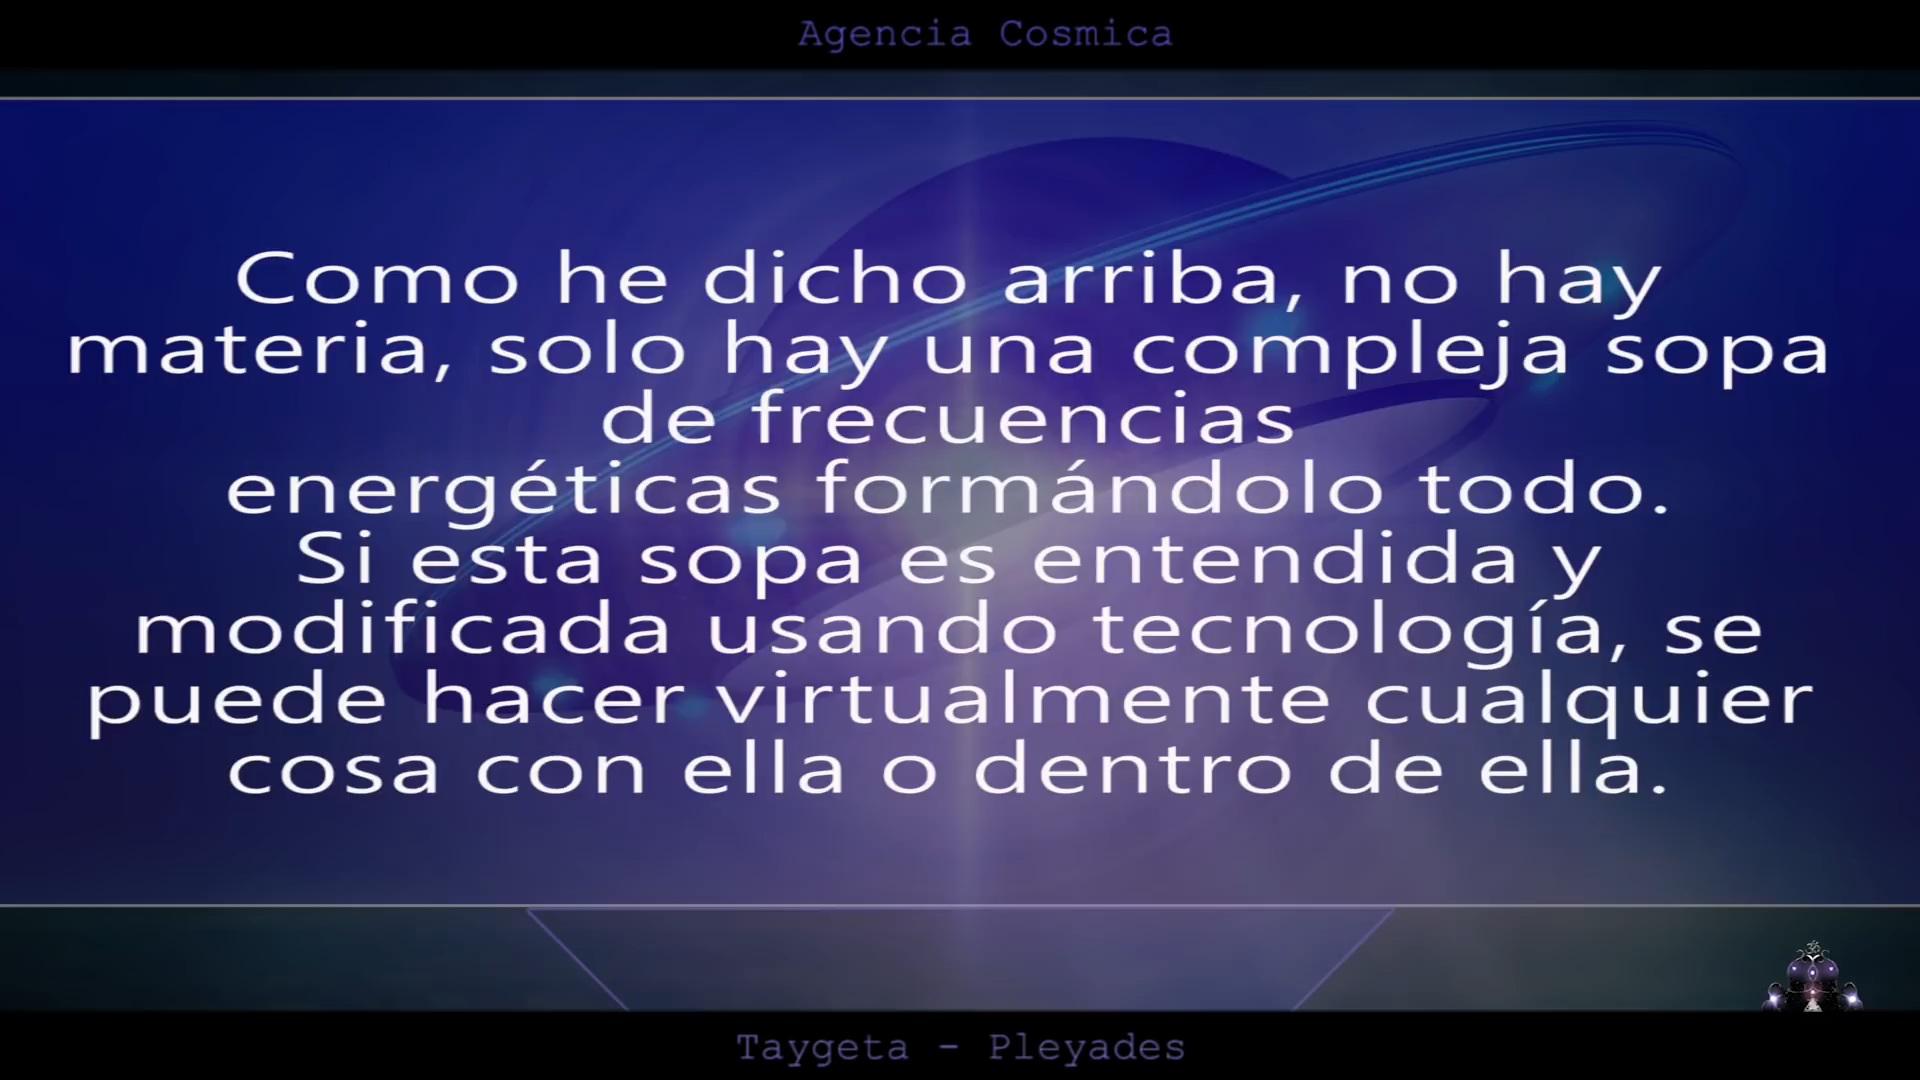 Agencia Cosmica
Como he dicho arriba, no hay
materia, solo hay una compleja sopa
de frecuencias
energéticas formándolo todo.
Si esta sopa es entendida y
modificada usando tecnología, se
puede hacer virtualmente cualquier
cosa con ella o dentro de ella.
ॐ
Taygeta - Pleyades